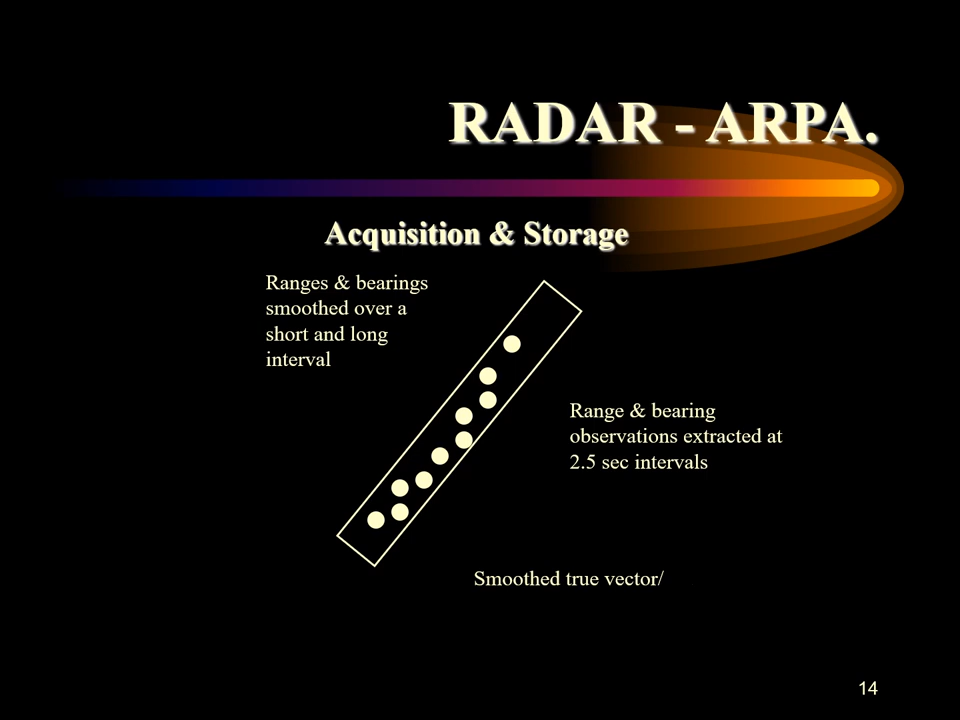 RADAR - ARPA.
Acquisition & Storage
Ranges & bearings
smoothed over a
short and long
interval
Range & bearing
observations extracted at
2.5 sec intervals
Smoothed true vector/
14